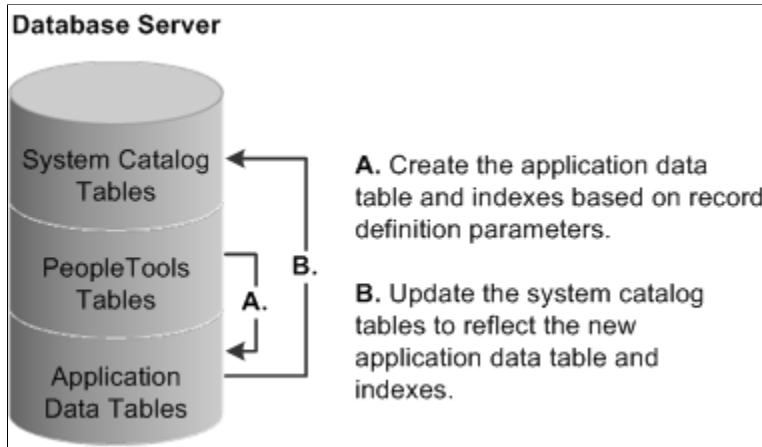 Database Server
System Catalog
Tables
PeopleTools
Tables
Application
Data Tables
A.
B.
A. Create the application data
table and indexes based on record
definition parameters.
B. Update the system catalog
tables to reflect the new
application data table and
indexes.